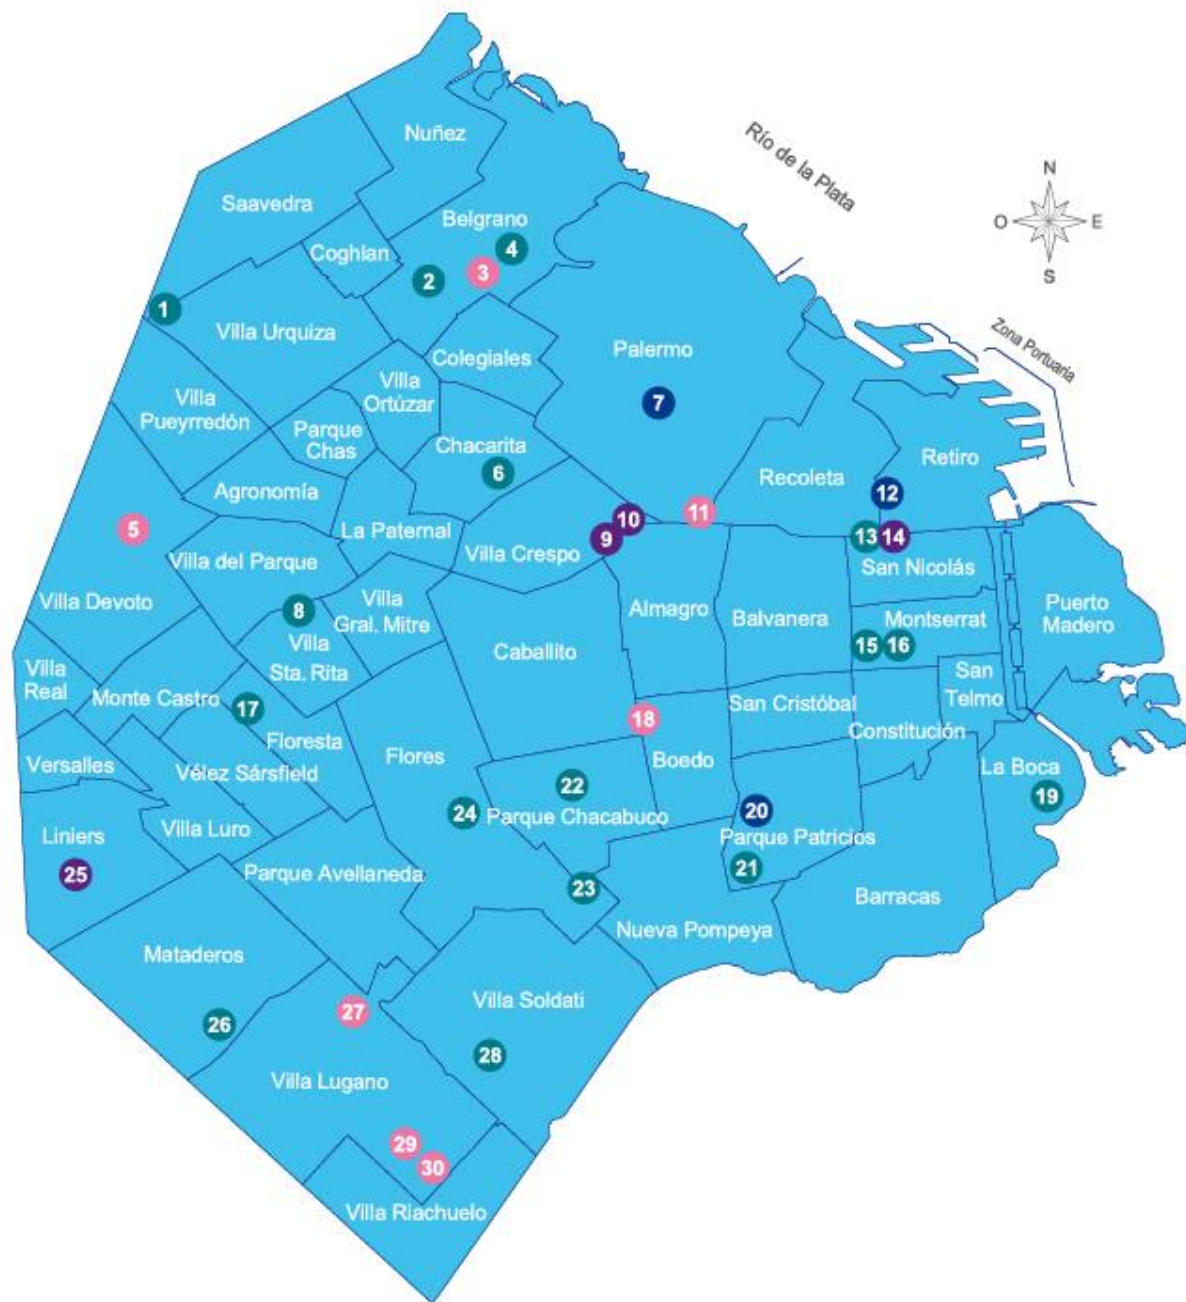 Nuñez
Río de la Plata
N
O
E
S
Saavedra
Belgrano
Coghlan
4
3
2
1
Villa Urquiza
Zona Portuaria
Colegiales
Palermo
Villa
Ortúzar
Villa
Pueyrredón
7
Parque
Chas
Chacarita
6
Recoleta
Retiro
Agronomía
12
11
10
5
La Paternal
9
Villa Crespo
13
14
Villa del Parque
San Nicolás
Villa Devoto
8
Villa
Gral. Mitre
Almagro
Balvanera
Montserrat
Puerto
Madero
15
16
Villa
Sta. Rita
Caballito
Villa
Real
Monte Castro
San
Telmo
17
San Cristóbal
18
Constitución
Floresta
Versalles
Vélez Sársfield
Flores
Boedo
La Boca
22
19
24
Parque Chacabuco
20
Liniers
Villa Luro
Parque Patricios
25
Parque Avellaneda
21
23
Barracas
Nueva Pompeya
Mataderos
Villa Soldati
27
26
28
Villa Lugano
29
30
Villa Riachuelo